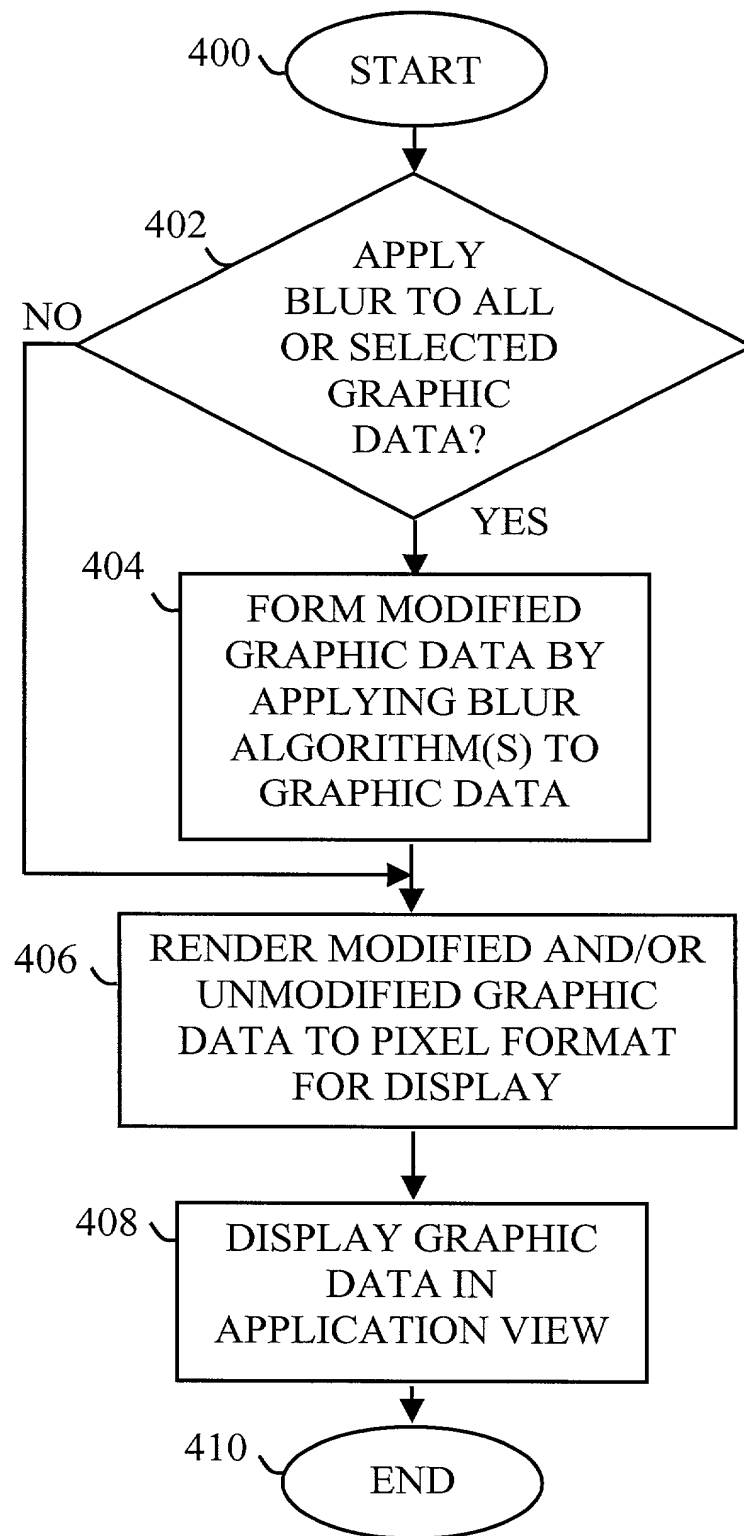 400
START
402
APPLY
BLUR TO ALL
OR SELECTED
GRAPHIC
DATA?
NO
YES
404
FORM MODIFIED
GRAPHIC DATA BY
APPLYING BLUR
ALGORITHM(S) TO
GRAPHIC DATA
406
RENDER MODIFIED AND/OR
UNMODIFIED GRAPHIC
DATA TO PIXEL FORMAT
FOR DISPLAY
408
DISPLAY GRAPHIC
DATA IN
APPLICATION VIEW
410
END